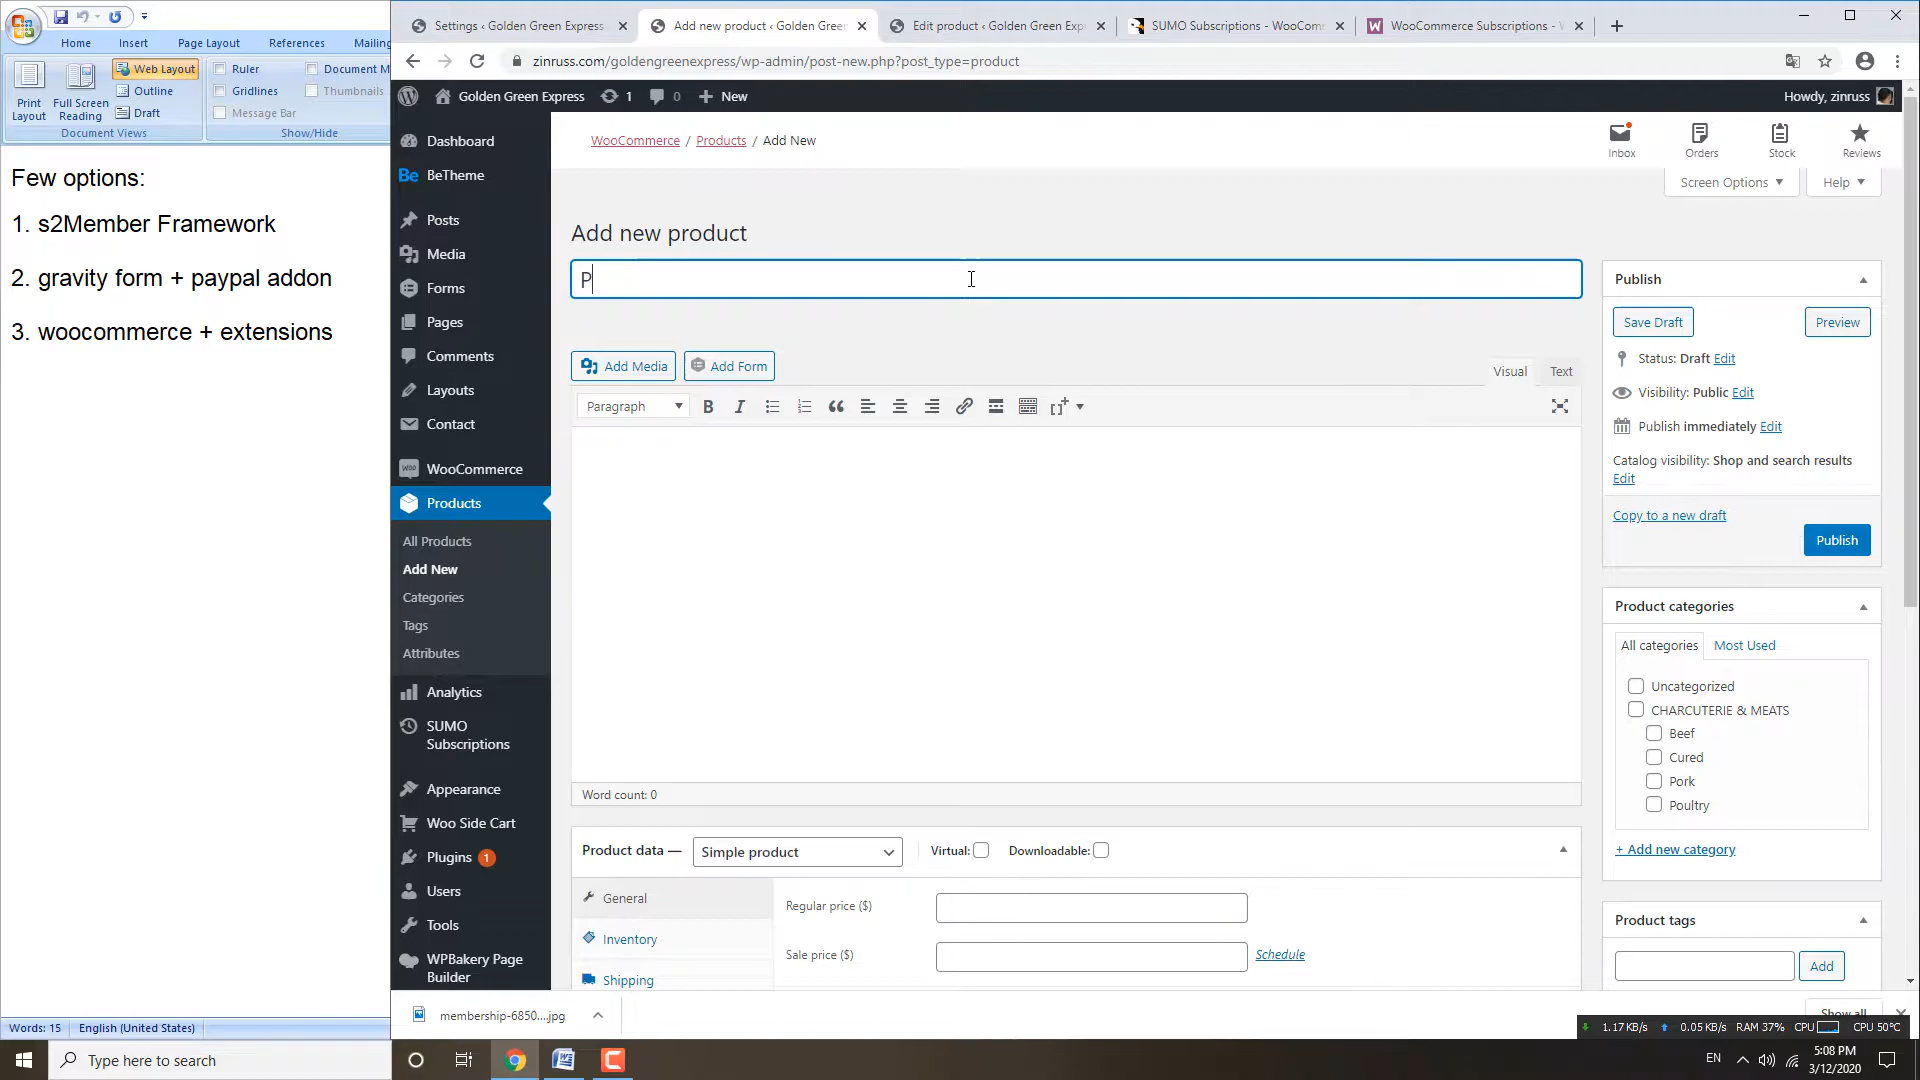 Home Insert Page Layout References Mailing
Print Layout
Full Screen Reading
Web Layout
Outline
Draft
Document Views
Ruler
Gridlines
Message Bar
Document M
Thumbnails
Show/Hide
Few options:
1. s2Member Framework
2. gravity form + paypal addon
3. woocommerce + extensions
Words: 15 English (United States)
Settings ‹ Golden Green Express
Add new product ‹ Golden Green
Edit product ‹ Golden Green Exp
SUMO Subscriptions - WooComm
WooCommerce Subscriptions -
zinruss.com/goldengreenexpress/wp-admin/post-new.php?post_type=product
Golden Green Express 1 0 New
Howdy, zinruss
Dashboard
Be BeTheme
Posts
Media
Forms
Pages
Comments
Layouts
Contact
Woo WooCommerce
Products
All Products
Add New
Categories
Tags
Attributes
Analytics
SUMO
Subscriptions
Appearance
Woo Side Cart
Plugins 1
Users
Tools
WPBakery Page
Builder
WooCommerce / Products / Add New
Inbox Orders Stock Reviews
Screen Options Help
Add new product
P
Add Media Add Form
Visual Text
Paragraph
Word count: 0
Product data — Simple product Virtual: Downloadable:
General
Inventory
Shipping
Regular price ($)
Sale price ($) Schedule
Publish
Save Draft Preview
Status: Draft Edit
Visibility: Public Edit
Publish immediately Edit
Catalog visibility: Shop and search results
Edit
Copy to a new draft
Publish
Product categories
All categories Most Used
Uncategorized
CHARCUTERIE & MEATS
Beef
Cured
Pork
Poultry
+ Add new category
Product tags
Add
membership-6850....jpg
Show all
1.17 KB/s 0.05 KB/s RAM 37% CPU CPU 50°C
Type here to search
EN
5:08 PM
3/12/2020